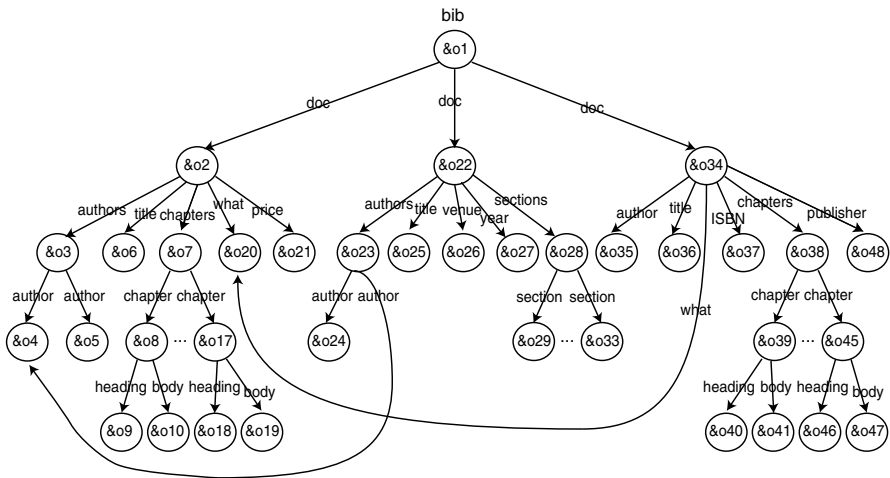 bib
&o1
doc doc doc
&o2 &o22 &o34
authors title chapters what price authors title venue year sections author title ISBN chapters publisher
&o3 &o6 &o7 &o20 &o21 &o23 &o25 &o26 &o27 &o28 &o35 &o36 &o37 &o38 &o48
author author chapter chapter author author section section what chapter chapter
&o4 &o5 &o8 ... &o17 &o24 &o29 ... &o33 &o39 ... &o45
heading body heading body heading body heading body
&o9 &o10 &o18 &o19 &o40 &o41 &o46 &o47